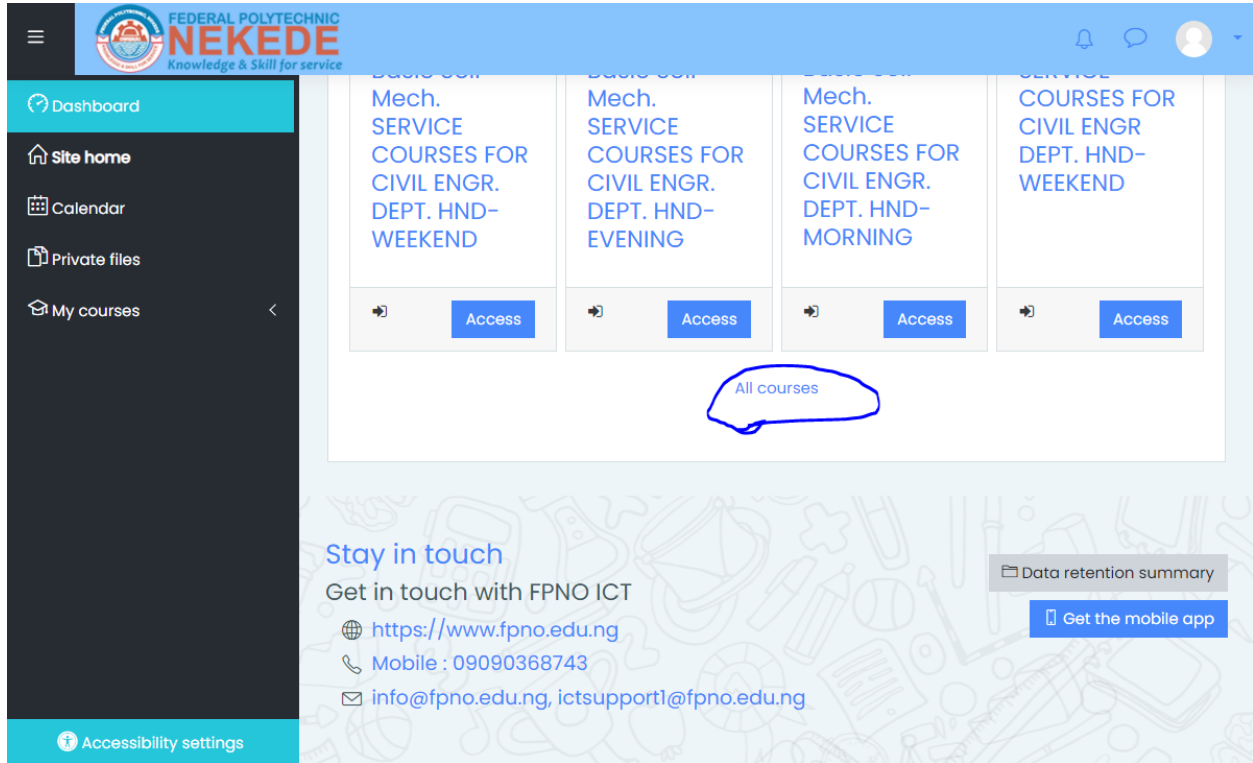 FEDERAL POLYTECHNIC
NEKEDE
Knowledge & Skill for service
Dashboard
Site home
Calendar
Private files
My courses
Accessibility settings
Mech.
SERVICE
COURSES FOR
CIVIL ENGR.
DEPT. HND-
WEEKEND
Access
Mech.
SERVICE
COURSES FOR
CIVIL ENGR.
DEPT. HND-
EVENING
Access
Mech.
SERVICE
COURSES FOR
CIVIL ENGR.
DEPT. HND-
MORNING
Access
SERVICE
COURSES FOR
CIVIL ENGR
DEPT. HND-
WEEKEND
Access
All courses
Stay in touch
Get in touch with FPNO ICT
https://www.fpno.edu.ng
Mobile : 09090368743
info@fpno.edu.ng, ictsupport1@fpno.edu.ng
Data retention summary
Get the mobile app